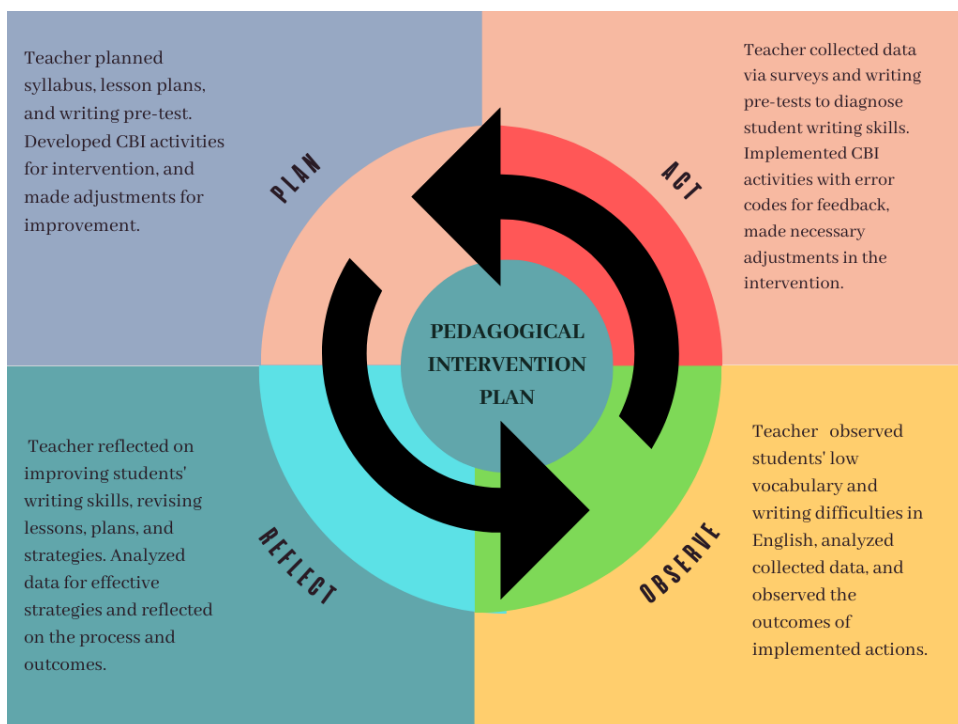 Teacher planned
syllabus, lesson plans,
and writing pre-test.
Developed CBI activities
for intervention, and
made adjustments for
improvement.
PLAN
Teacher collected data
via surveys and writing
pre-tests to diagnose
student writing skills.
Implemented CBI
activities with error
codes for feedback,
made necessary
adjustments in the
intervention.
ACT
PEDAGOGICAL
INTERVENTION
PLAN
Teacher reflected on
improving students'
writing skills, revising
lessons, plans, and
strategies. Analyzed
data for effective
strategies and reflected
on the process and
outcomes.
REFLECT
Teacher observed
students' low
vocabulary and
writing difficulties in
English, analyzed
collected data, and
observed the
outcomes of
implemented actions.
OBSERVE